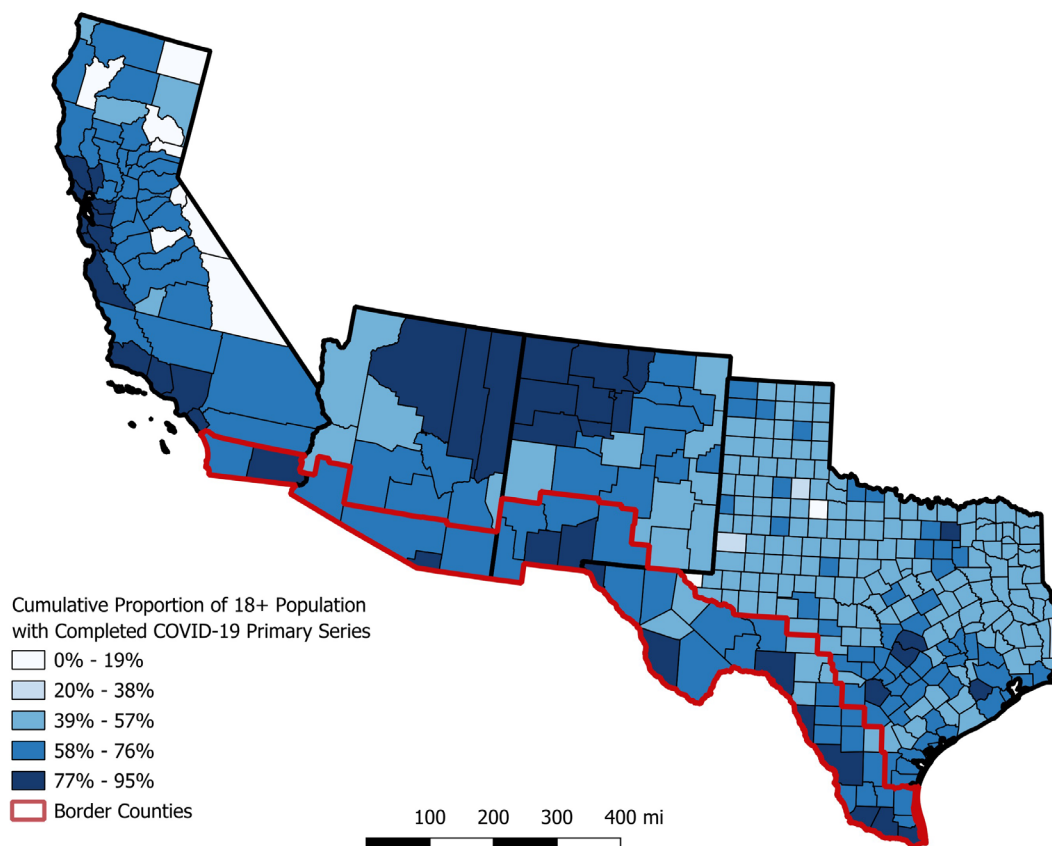 Cumulative Proportion of 18+ Population
with Completed COVID-19 Primary Series
0% - 19%
20% - 38%
39% - 57%
58% - 76%
77% - 95%
Border Counties
100 200 300 400 mi